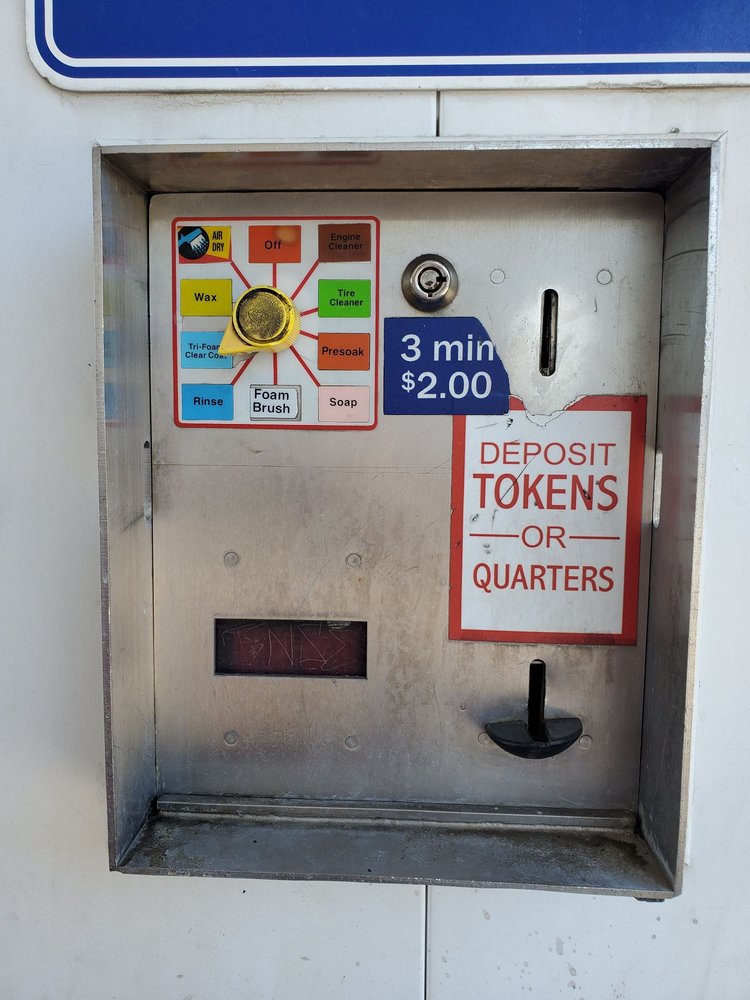 AIR
DRY
Off
Engine
Cleaner
Wax
Tire
Cleaner
Tri-Foam
Clear Coat
Presoak
Rinse
Foam
Brush
Soap
3 min
$2.00
DEPOSIT
TOKENS
OR
QUARTERS